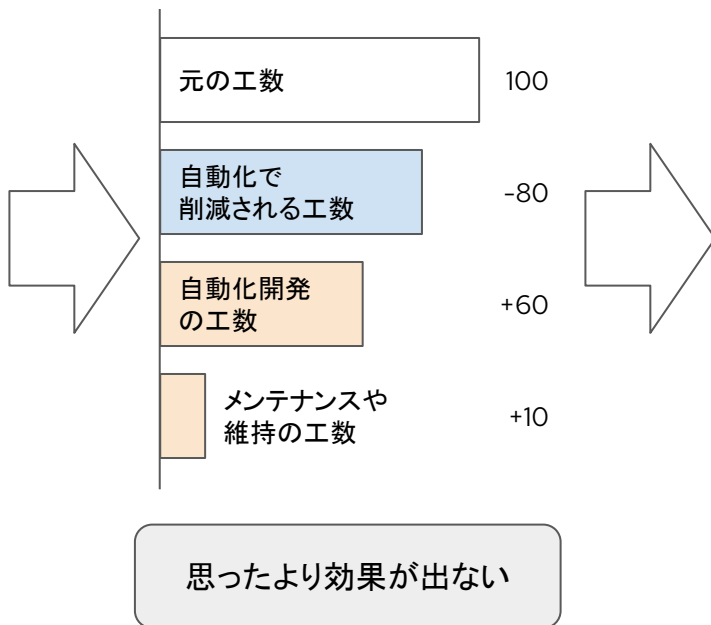 元の工数 100
自動化で
削減される工数 -80
自動化開発
の工数 +60
メンテナンスや
維持の工数 +10
思ったより効果が出ない